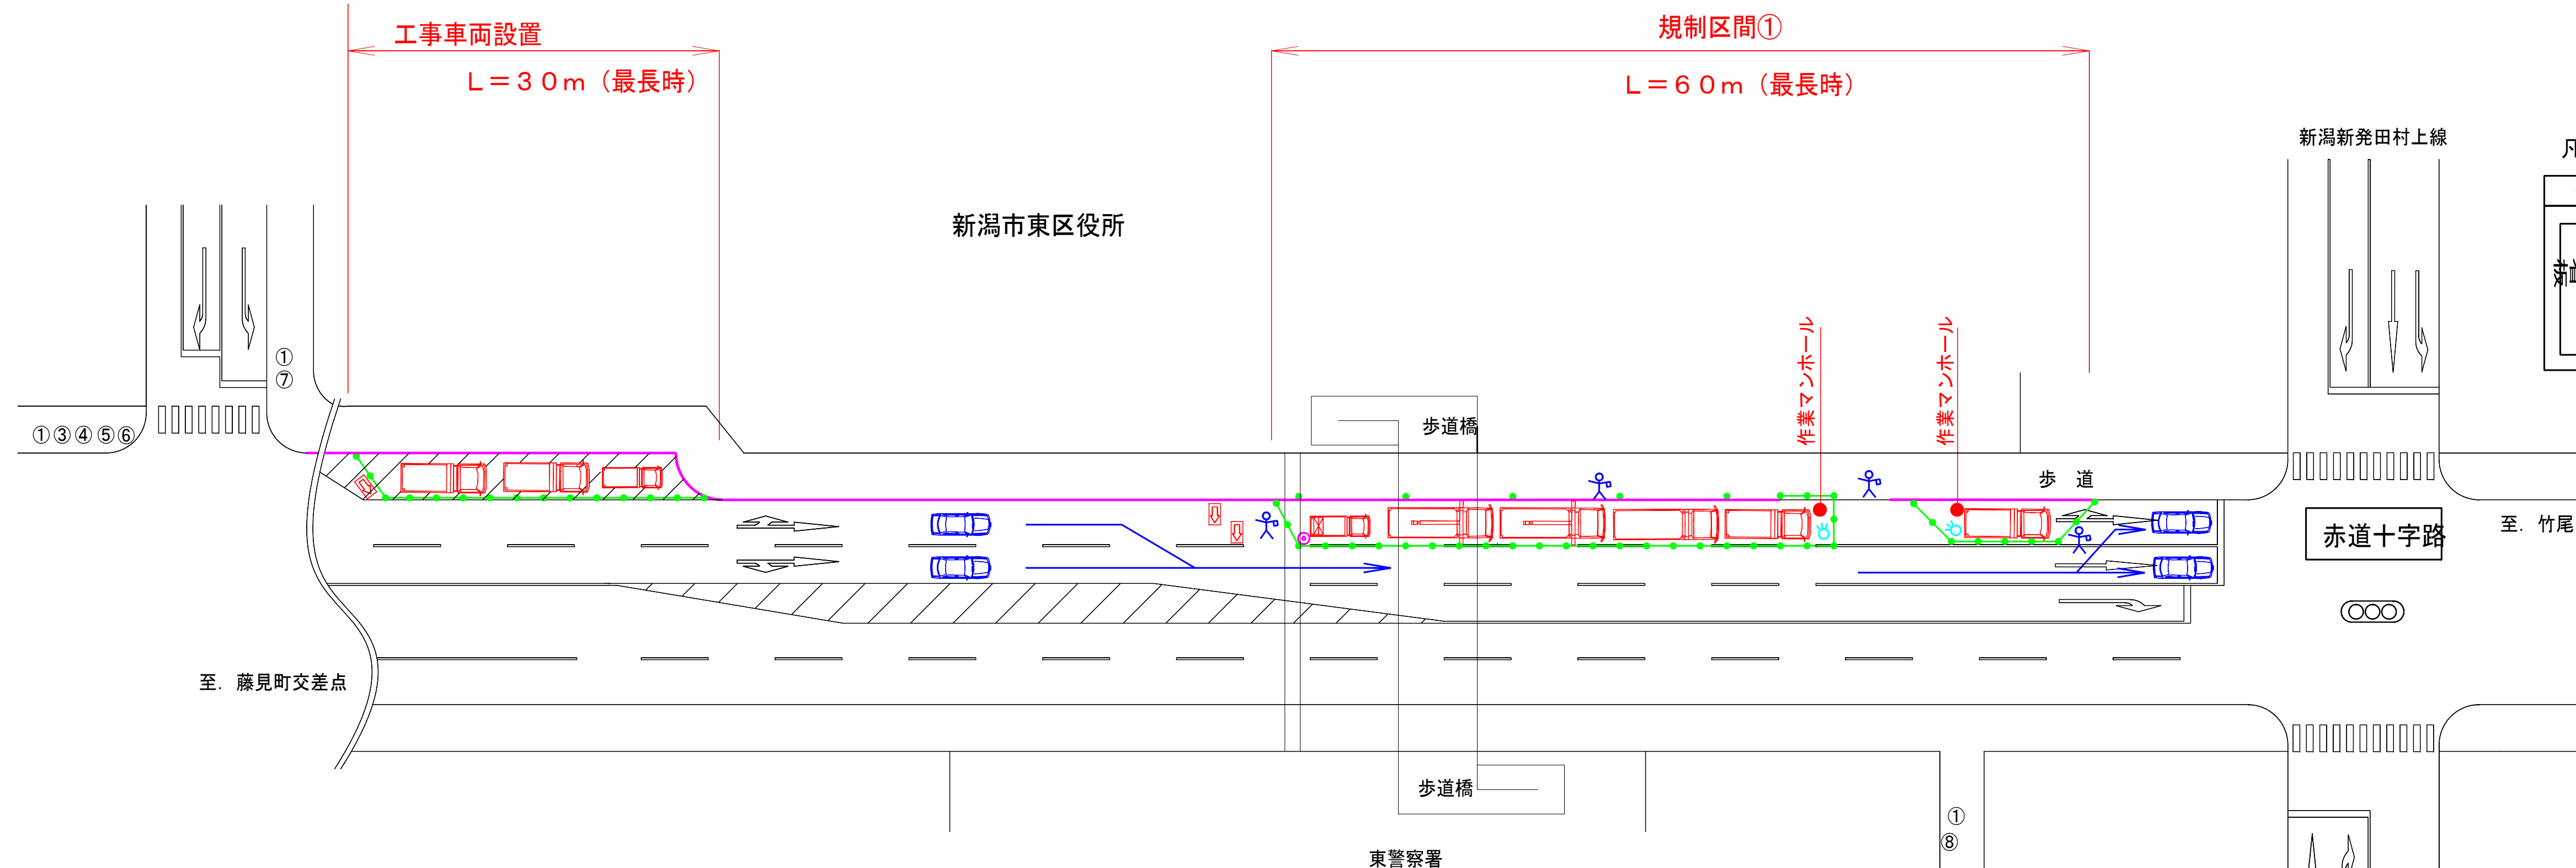 工事車両設置
L＝30m（最長時）
規制区間①
L＝60m（最長時）
新潟新発田村上線
凡
新潟市東区役所
①
⑦
①③④⑤⑥
作業マンホール
作業マンホール
歩道橋
歩 道
赤道十字路
至．竹尾
至．藤見町交差点
歩道橋
①
⑧
東警察署